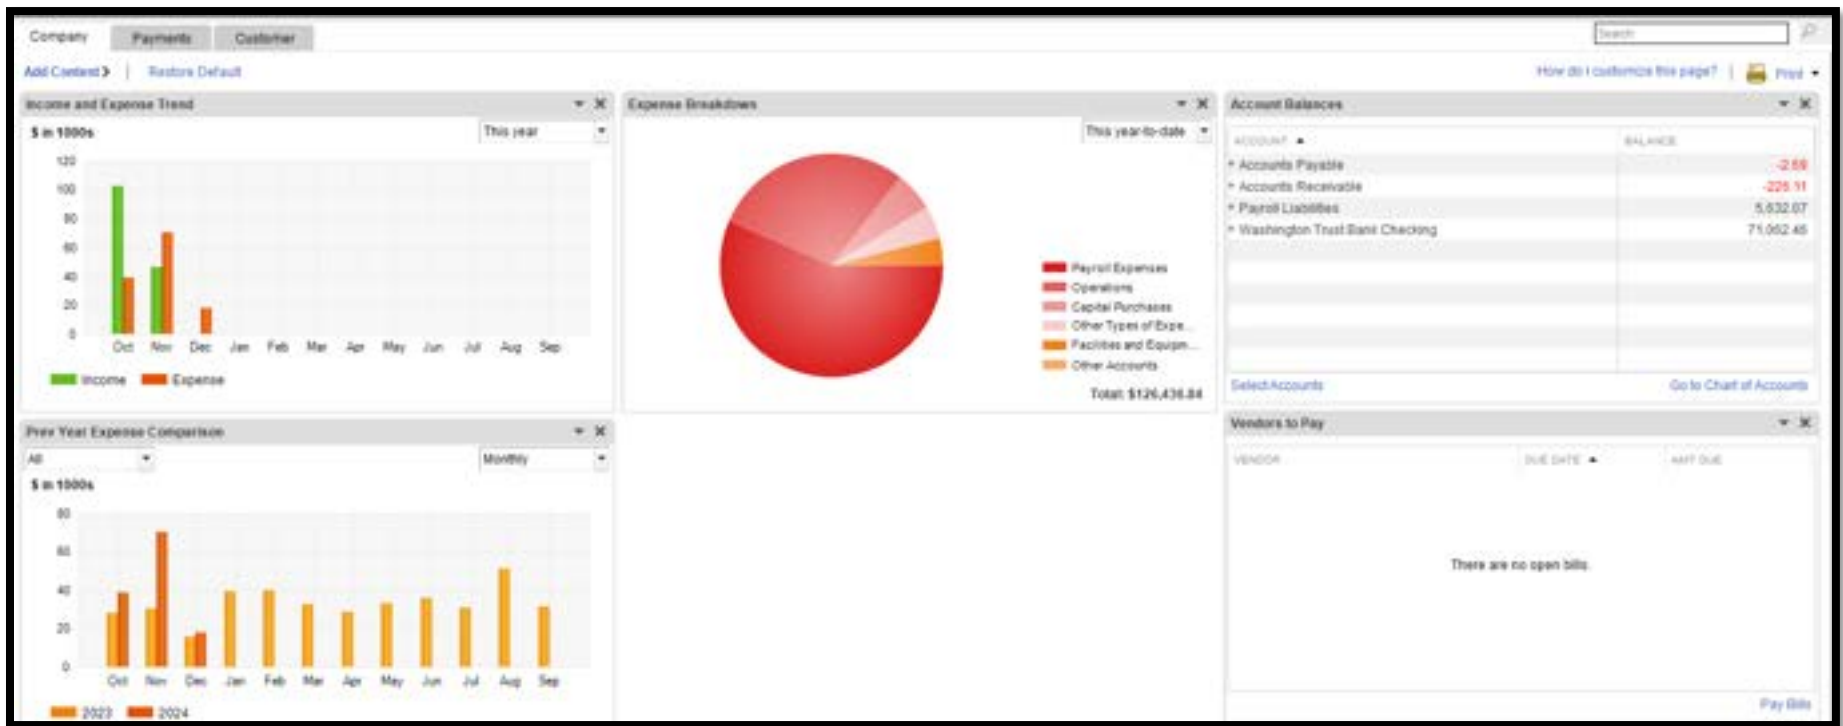 Company Payments Customer Search
Add Content Restore Default How do I customize this page? Print
Income and Expense Trend
$ in 1000s This year
120
100
80
60
40
20
0
Oct Nov Dec Jan Feb Mar Apr May Jun Jul Aug Sep
Income Expense
Expense Breakdown
This year-to-date
Payroll Expenses
Operations
Capital Purchases
Other Types of Expe...
Facilities and Equipm...
Other Accounts
Total: $126,436.84
Account Balances
ACCOUNT BALANCE
Accounts Payable -2.59
Accounts Receivable -225.11
Payroll Liabilities 5,632.07
Washington Trust Bank Checking 71,052.45
Select Accounts Go to Chart of Accounts
Prev Year Expense Comparison
All Monthly
$ in 1000s
80
60
40
20
0
Oct Nov Dec Jan Feb Mar Apr May Jun Jul Aug Sep
2023 2024
Vendors to Pay
VENDOR DUE DATE AMT DUE
There are no open bills.
Pay Bills